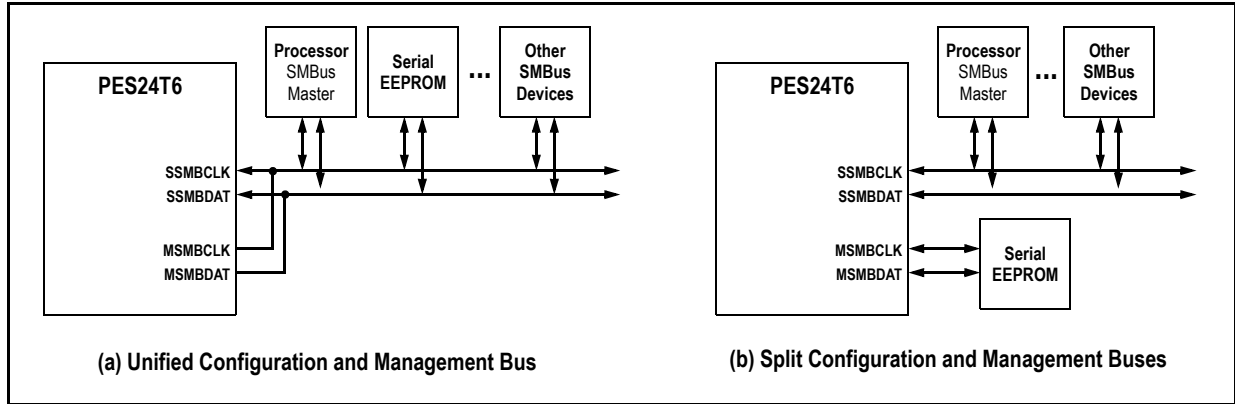 PES24T6
Processor
SMBus
Master
Serial
EEPROM
...
Other
SMBus
Devices
SSMBCLK
SSMBDAT
MSMBCLK
MSMBDAT
(a) Unified Configuration and Management Bus
PES24T6
Processor
SMBus
Master
...
Other
SMBus
Devices
SSMBCLK
SSMBDAT
MSMBCLK
MSMBDAT
Serial
EEPROM
(b) Split Configuration and Management Buses